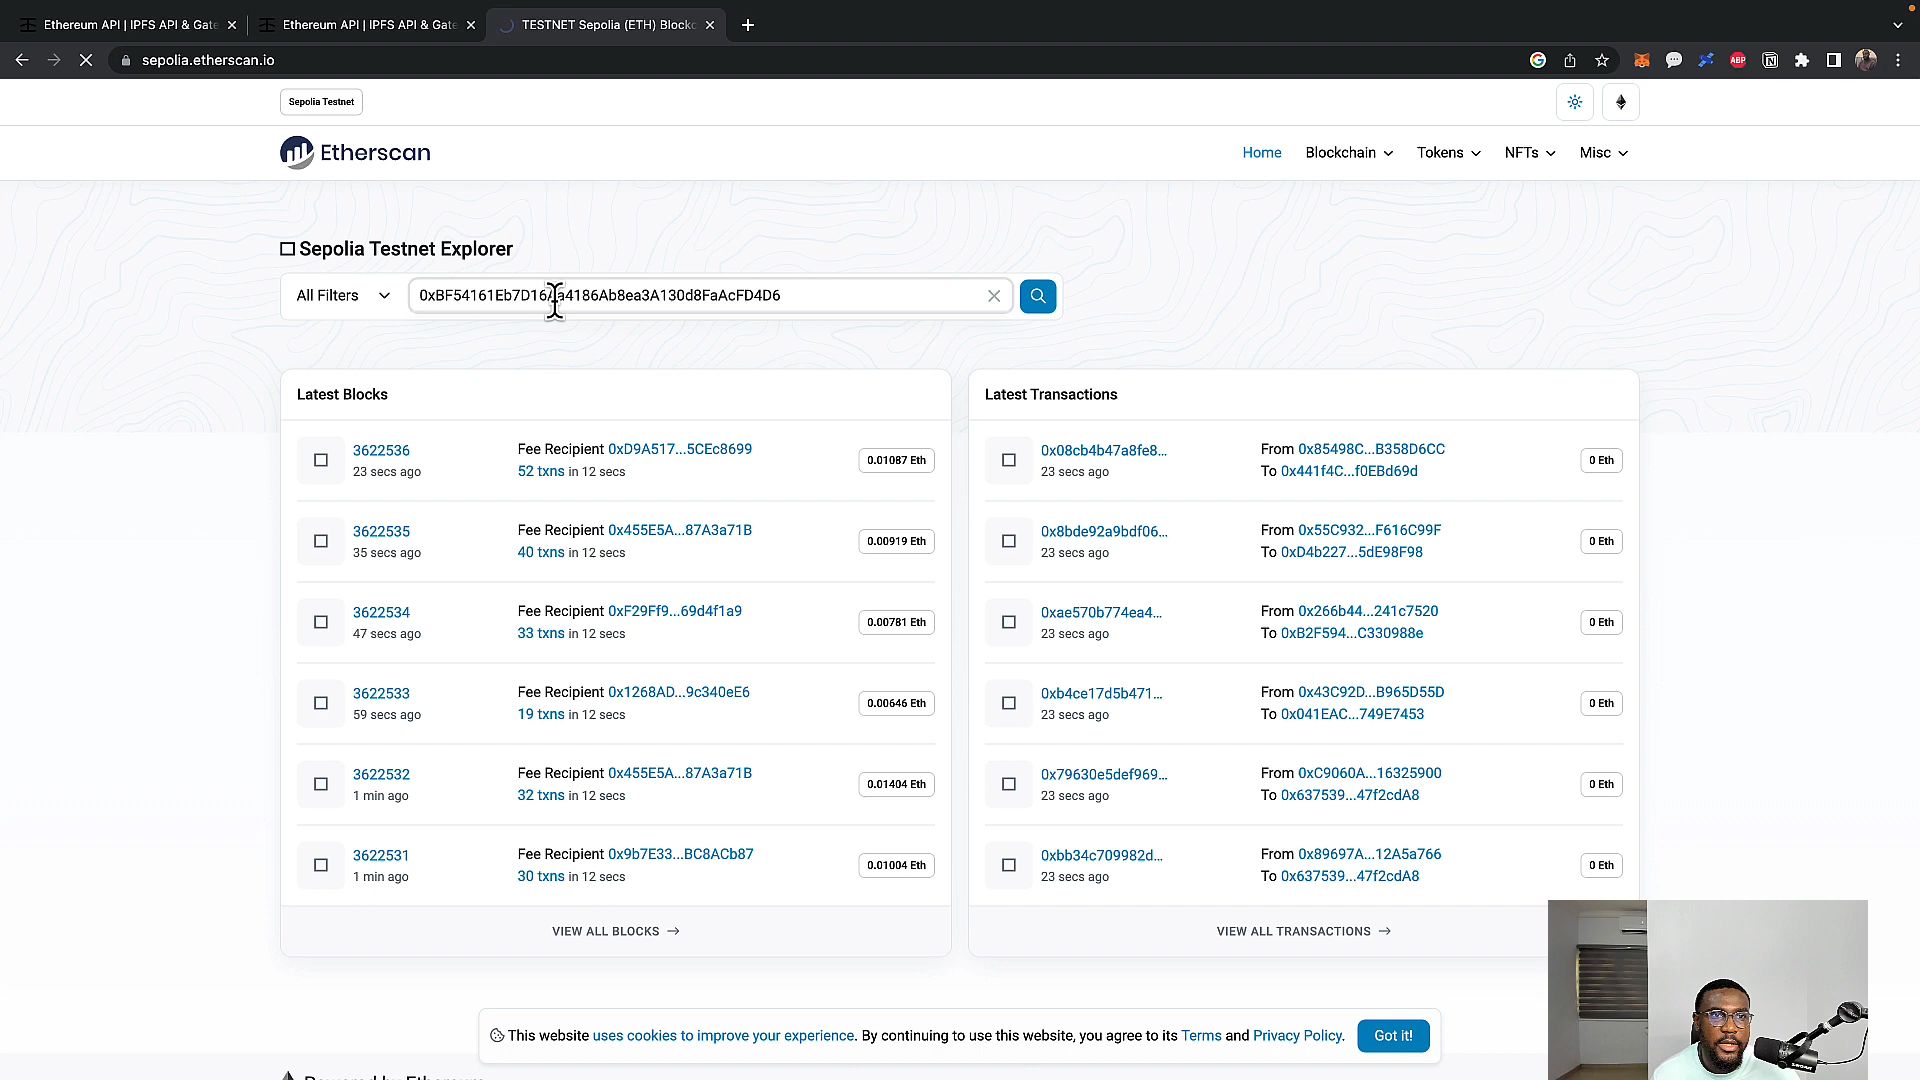 Ethereum API | IPFS API & Gate
Ethereum API | IPFS API & Gate
TESTNET Sepolia (ETH) Blockc
sepolia.etherscan.io
ABP
Sepolia Testnet
Etherscan
Home
Blockchain
Tokens
NFTs
Misc
Sepolia Testnet Explorer
All Filters
Latest Blocks
3622536
23 secs ago
Fee Recipient 0xD9A517...5CEc8699
52 txns in 12 secs
0.01087 Eth
3622535
35 secs ago
Fee Recipient 0x455E5A...87A3a71B
40 txns in 12 secs
0.00919 Eth
3622534
47 secs ago
Fee Recipient 0xF29Ff9...69d4f1a9
33 txns in 12 secs
0.00781 Eth
3622533
59 secs ago
Fee Recipient 0x1268AD...9c340eE6
19 txns in 12 secs
0.00646 Eth
3622532
1 min ago
Fee Recipient 0x455E5A...87A3a71B
32 txns in 12 secs
0.01404 Eth
3622531
1 min ago
Fee Recipient 0x9b7E33...BC8ACb87
30 txns in 12 secs
0.01004 Eth
VIEW ALL BLOCKS
Latest Transactions
0x08cb4b47a8fe8...
23 secs ago
From 0x85498C...B358D6CC
To 0x441f4C...f0EBd69d
0 Eth
0x8bde92a9bdf06...
23 secs ago
From 0x55C932...F616C99F
To 0xD4b227...5dE98F98
0 Eth
0xae570b774ea4...
23 secs ago
From 0x266b44...241c7520
To 0xB2F594...C330988e
0 Eth
0xb4ce17d5b471...
23 secs ago
From 0x43C92D...B965D55D
To 0x041EAC...749E7453
0 Eth
0x79630e5def969...
23 secs ago
From 0xC9060A...16325900
To 0x637539...47f2cdA8
0 Eth
0xbb34c709982d...
23 secs ago
From 0x89697A...12A5a766
To 0x637539...47f2cdA8
0 Eth
VIEW ALL TRANSACTIONS
This website uses cookies to improve your experience. By continuing to use this website, you agree to its Terms and Privacy Policy.
Got it!
Powered by Ethereum